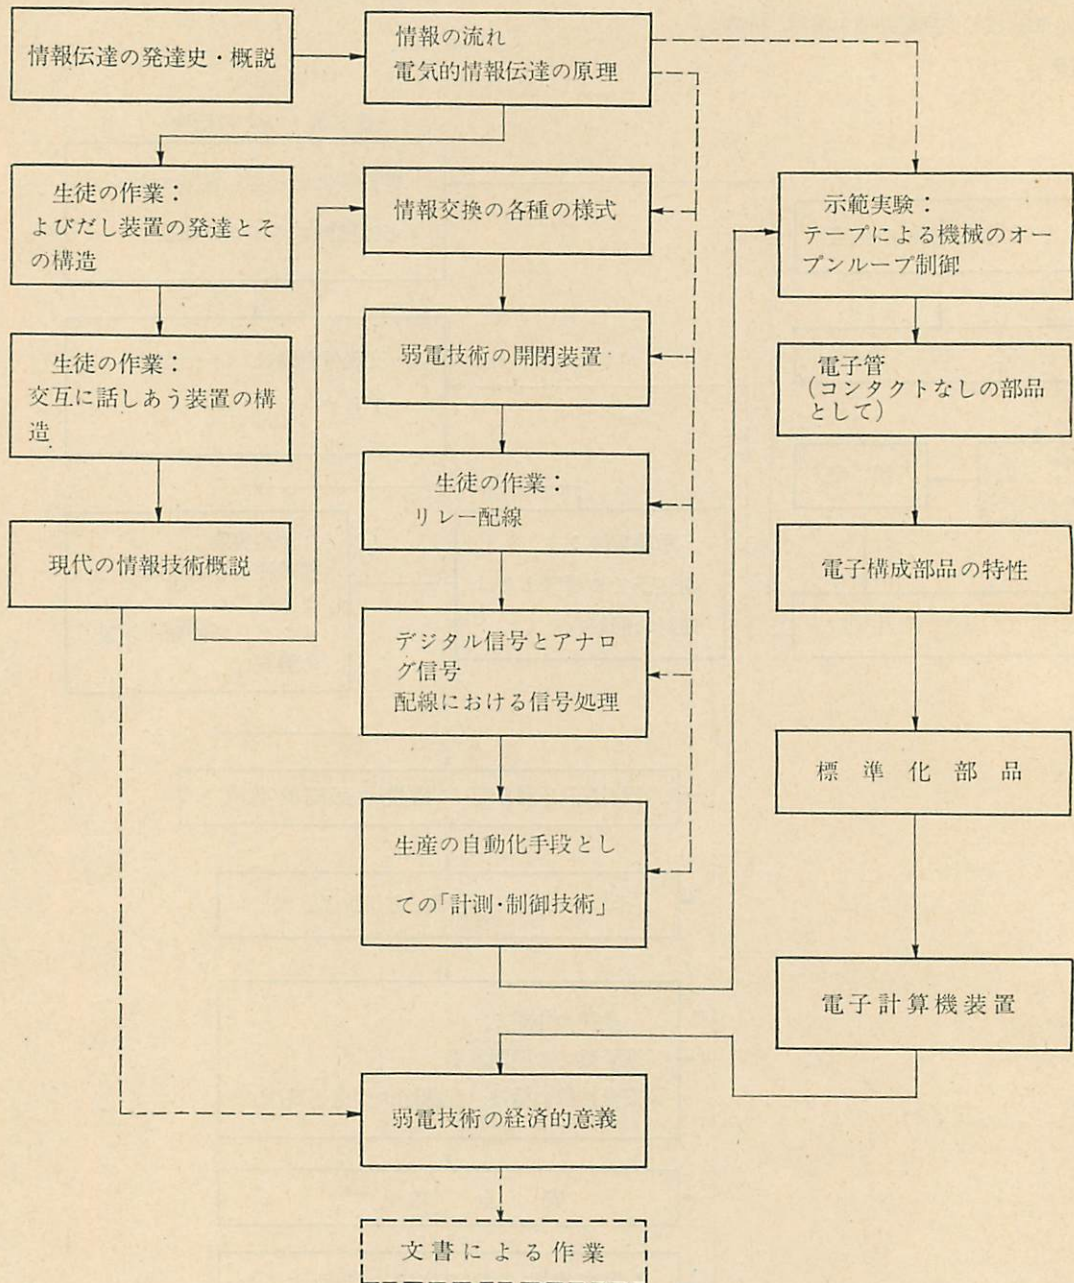 情報伝達の発達史・概説
情報の流れ
電気的情報伝達の原理
生徒の作業：
よびだし装置の発達とそ
の構造
生徒の作業：
交互に話しあう装置の構
造
現代の情報技術概説
情報交換の各種の様式
弱電技術の開閉装置
生徒の作業：
リレー配線
デジタル信号とアナロ
グ信号
配線における信号処理
生産の自動化手段とし
ての「計測・制御技術」
示範実験：
テープによる機械のオー
プンループ制御
電子管
(コンタクトなしの部品
として)
電子構成部品の特性
標準化部品
電子計算機装置
弱電技術の経済的意義
文書による作業